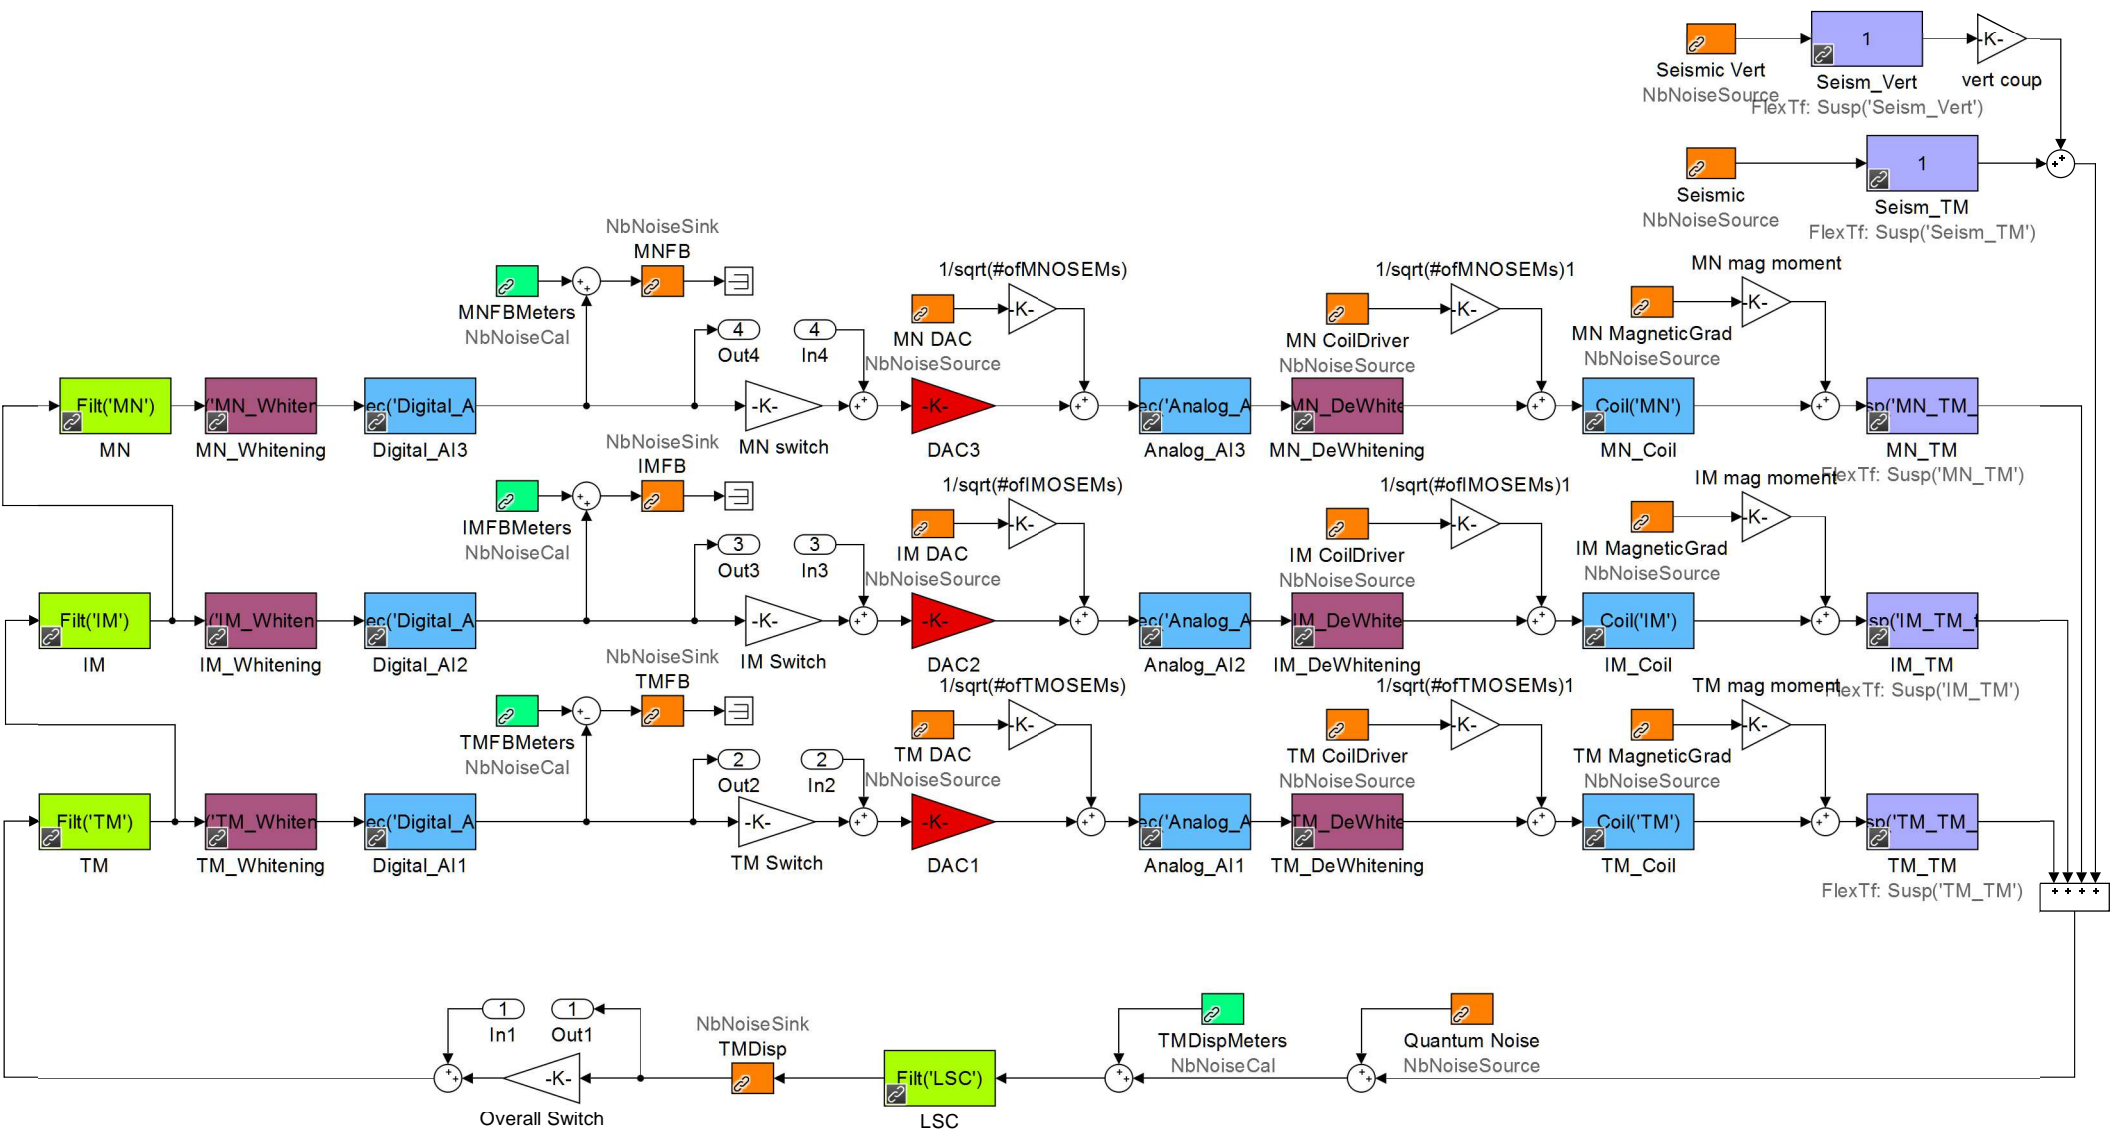 1
-K-
Seismic Vert
NbNoiseSource
Seism_Vert
FlexTf: Susp('Seism_Vert')
vert coup
1
Seismic
NbNoiseSource
Seism_TM
FlexTf: Susp('Seism_TM')
NbNoiseSink
MNFB
MNFBMeters
NbNoiseCal
4
Out4
4
In4
1/sqrt(#ofMNOSEMs)
-K-
MN DAC
NbNoiseSource
1/sqrt(#ofMNOSEMs)1
-K-
MN CoilDriver
NbNoiseSource
MN mag moment
-K-
MN MagneticGrad
NbNoiseSource
Filt('MN')
MN
('MN_Whiten
MN_Whitening
ec('Digital_A
Digital_AI3
-K-
MN switch
-K-
DAC3
ec('Analog_A
Analog_AI3
MN_DeWhite
MN_DeWhitening
Coil('MN')
MN_Coil
sp('MN_TM_
MN_TM
FlexTf: Susp('MN_TM')
NbNoiseSink
IMFB
IMFBMeters
NbNoiseCal
3
Out3
3
In3
1/sqrt(#ofIMOSEMs)
-K-
IM DAC
NbNoiseSource
1/sqrt(#ofIMOSEMs)1
-K-
IM CoilDriver
NbNoiseSource
IM mag moment
-K-
IM MagneticGrad
NbNoiseSource
Filt('IM')
IM
('IM_Whiten
IM_Whitening
ec('Digital_A
Digital_AI2
-K-
IM Switch
-K-
DAC2
ec('Analog_A
Analog_AI2
IM_DeWhite
IM_DeWhitening
Coil('IM')
IM_Coil
sp('IM_TM_
IM_TM
FlexTf: Susp('IM_TM')
NbNoiseSink
TMFB
TMFBMeters
NbNoiseCal
2
Out2
2
In2
1/sqrt(#ofTMOSEMs)
-K-
TM DAC
NbNoiseSource
1/sqrt(#ofTMOSEMs)1
-K-
TM CoilDriver
NbNoiseSource
TM mag moment
-K-
TM MagneticGrad
NbNoiseSource
Filt('TM')
TM
('TM_Whiten
TM_Whitening
ec('Digital_A
Digital_AI1
-K-
TM Switch
-K-
DAC1
ec('Analog_A
Analog_AI1
TM_DeWhite
TM_DeWhitening
Coil('TM')
TM_Coil
sp('TM_TM_
TM_TM
FlexTf: Susp('TM_TM')
1
In1
1
Out1
-K-
Overall Switch
NbNoiseSink
TMDisp
Filt('LSC')
LSC
TMDispMeters
NbNoiseCal
Quantum Noise
NbNoiseSource